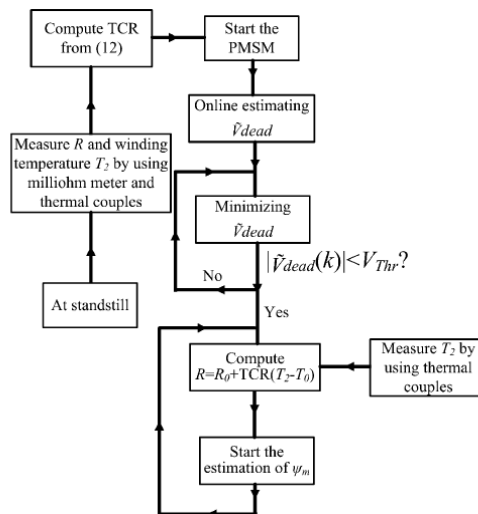 Compute TCR
from (12)
Start the
PMSM
Online estimating
Ṽdead
Measure R and winding
temperature T₂ by using
milliohm meter and
thermal couples
Minimizing
Ṽdead
|Ṽdead(k)|<V_Thr?
No
At standstill
Yes
Compute
R=R₀+TCR(T₂-T₀)
Measure T₂ by
using thermal
couples
Start the
estimation of ψₘ